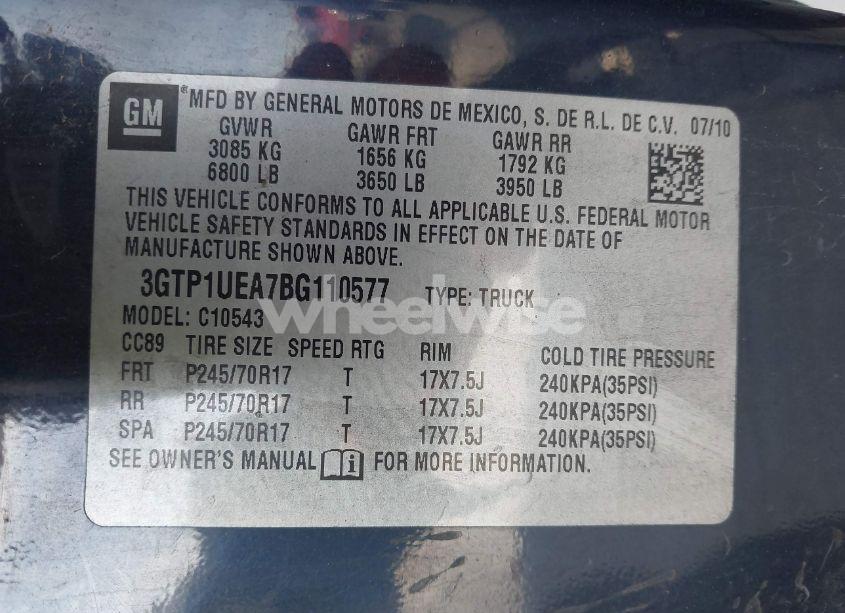 GM
®MFD BY GENERAL MOTORS DE MEXICO, S. DE R.L. DE C.V. 07/10
GVWR GAWR FRT GAWR RR
3085 KG 1656 KG 1792 KG
6800 LB 3650 LB 3950 LB
THIS VEHICLE CONFORMS TO ALL APPLICABLE U.S. FEDERAL MOTOR
VEHICLE SAFETY STANDARDS IN EFFECT ON THE DATE OF
MANUFACTURE SHOWN ABOVE.
3GTP1UEA7BG110577 TYPE: TRUCK
wheelwise
MODEL: C10543
CC89 TIRE SIZE SPEED RTG RIM COLD TIRE PRESSURE
FRT P245/70R17 T 17X7.5J 240KPA(35PSI)
RR P245/70R17 T 17X7.5J 240KPA(35PSI)
SPA P245/70R17 T 17X7.5J 240KPA(35PSI)
SEE OWNER'S MANUAL FOR MORE INFORMATION.